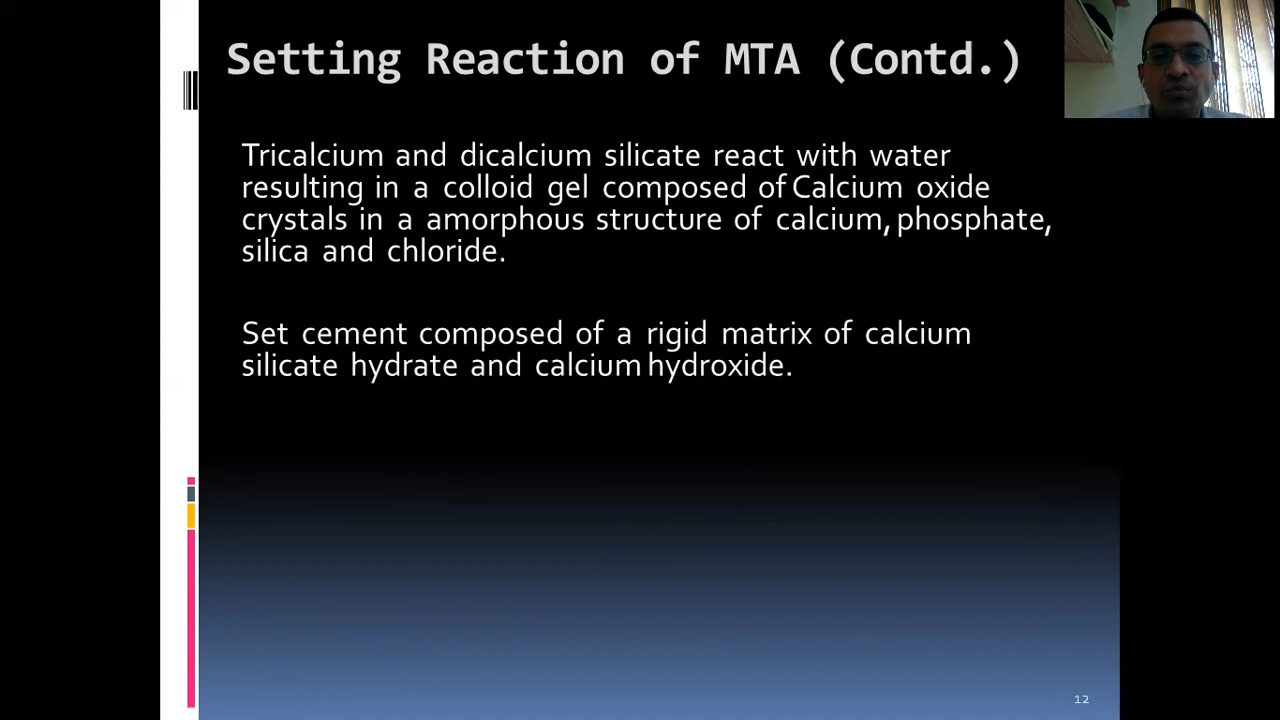 Setting Reaction of MTA (Contd.)
Tricalcium and dicalcium silicate react with water
resulting in a colloid gel composed of Calcium oxide
crystals in a amorphous structure of calcium, phosphate,
silica and chloride.
Set cement composed of a rigid matrix of calcium
silicate hydrate and calcium hydroxide.
12